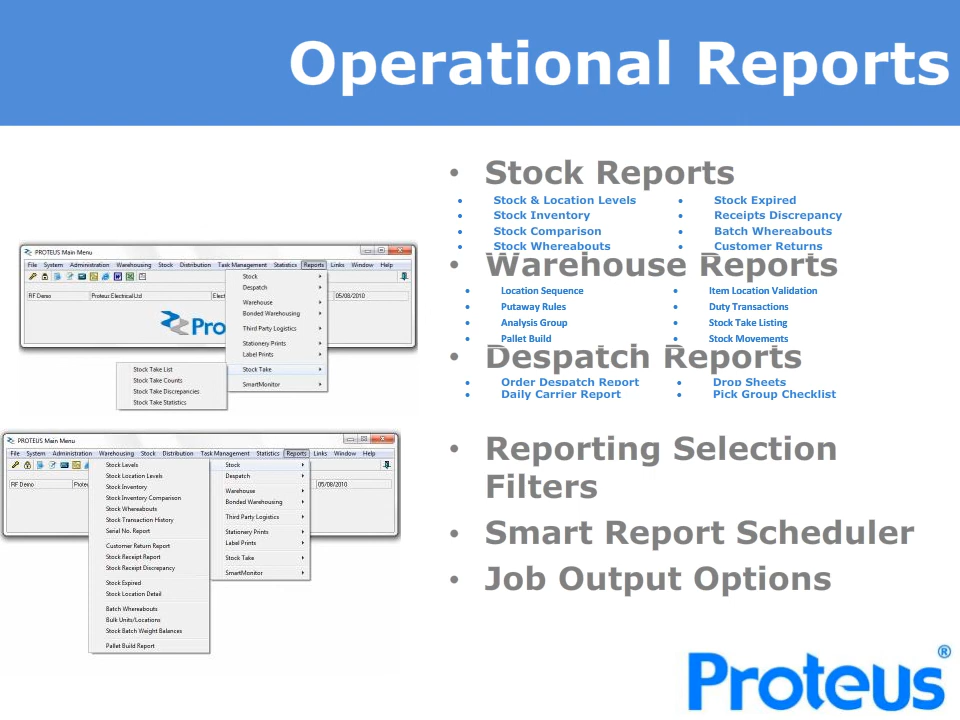 Operational Reports
• Stock Reports
• Stock & Location Levels • Stock Expired
• Stock Inventory • Receipts Discrepancy
• Stock Comparison • Batch Whereabouts
• Stock Whereabouts • Customer Returns
• Warehouse Reports
• Location Sequence • Item Location Validation
• Putaway Rules • Duty Transactions
• Analysis Group • Stock Take Listing
• Pallet Build • Stock Movements
• Despatch Reports
• Order Despatch Report • Drop Sheets
• Daily Carrier Report • Pick Group Checklist
• Reporting Selection
Filters
• Smart Report Scheduler
• Job Output Options
PROTEUS Main Menu
File System Administration Warehousing Stock Distribution Task Management Statistics Reports Links Window Help
RF Demo Proteus Electrical Ltd Elect 05/08/2010
Pro
Stock
Despatch
Warehouse
Bonded Warehousing
Third Party Logistics
Stationery Prints
Label Prints
Stock Take
SmartMonitor
Stock Take List
Stock Take Counts
Stock Take Discrepancies
Stock Take Statistics
PROTEUS Main Menu
File System Administration Warehousing Stock Distribution Task Management Statistics Reports Links Window Help
RF Demo Proteu 05/08/2010
Stock Levels
Stock Location Levels
Stock Inventory
Stock Inventory Comparison
Stock Whereabouts
Stock Transaction History
Serial No. Report
Customer Return Report
Stock Receipt Report
Stock Receipt Discrepancy
Stock Expired
Stock Location Detail
Batch Whereabouts
Bulk Units/Locations
Stock Batch Weight Balances
Pallet Build Report
Stock
Despatch
Warehouse
Bonded Warehousing
Third Party Logistics
Stationery Prints
Label Prints
Stock Take
SmartMonitor
Proteus®